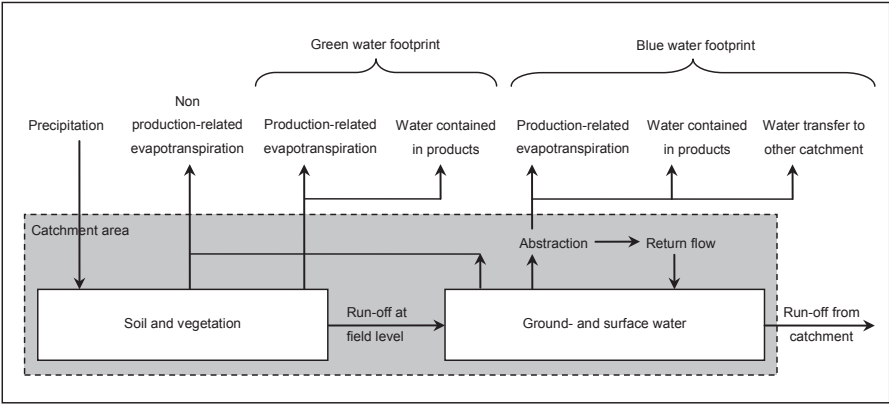 Green water footprint
Blue water footprint
Precipitation
Non
production-related
evapotranspiration
Production-related
evapotranspiration
Water contained
in products
Production-related
evapotranspiration
Water contained
in products
Water transfer to
other catchment
Catchment area
Abstraction
Return flow
Soil and vegetation
Run-off at
field level
Ground- and surface water
Run-off from
catchment